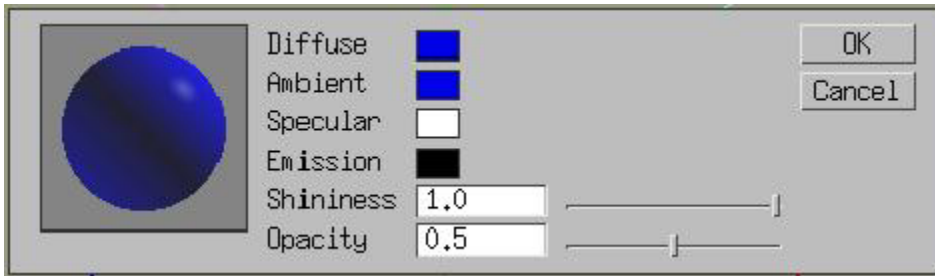 Diffuse
OK
Ambient
Cancel
Specular
Emission
Shininess 1.0
Opacity 0.5